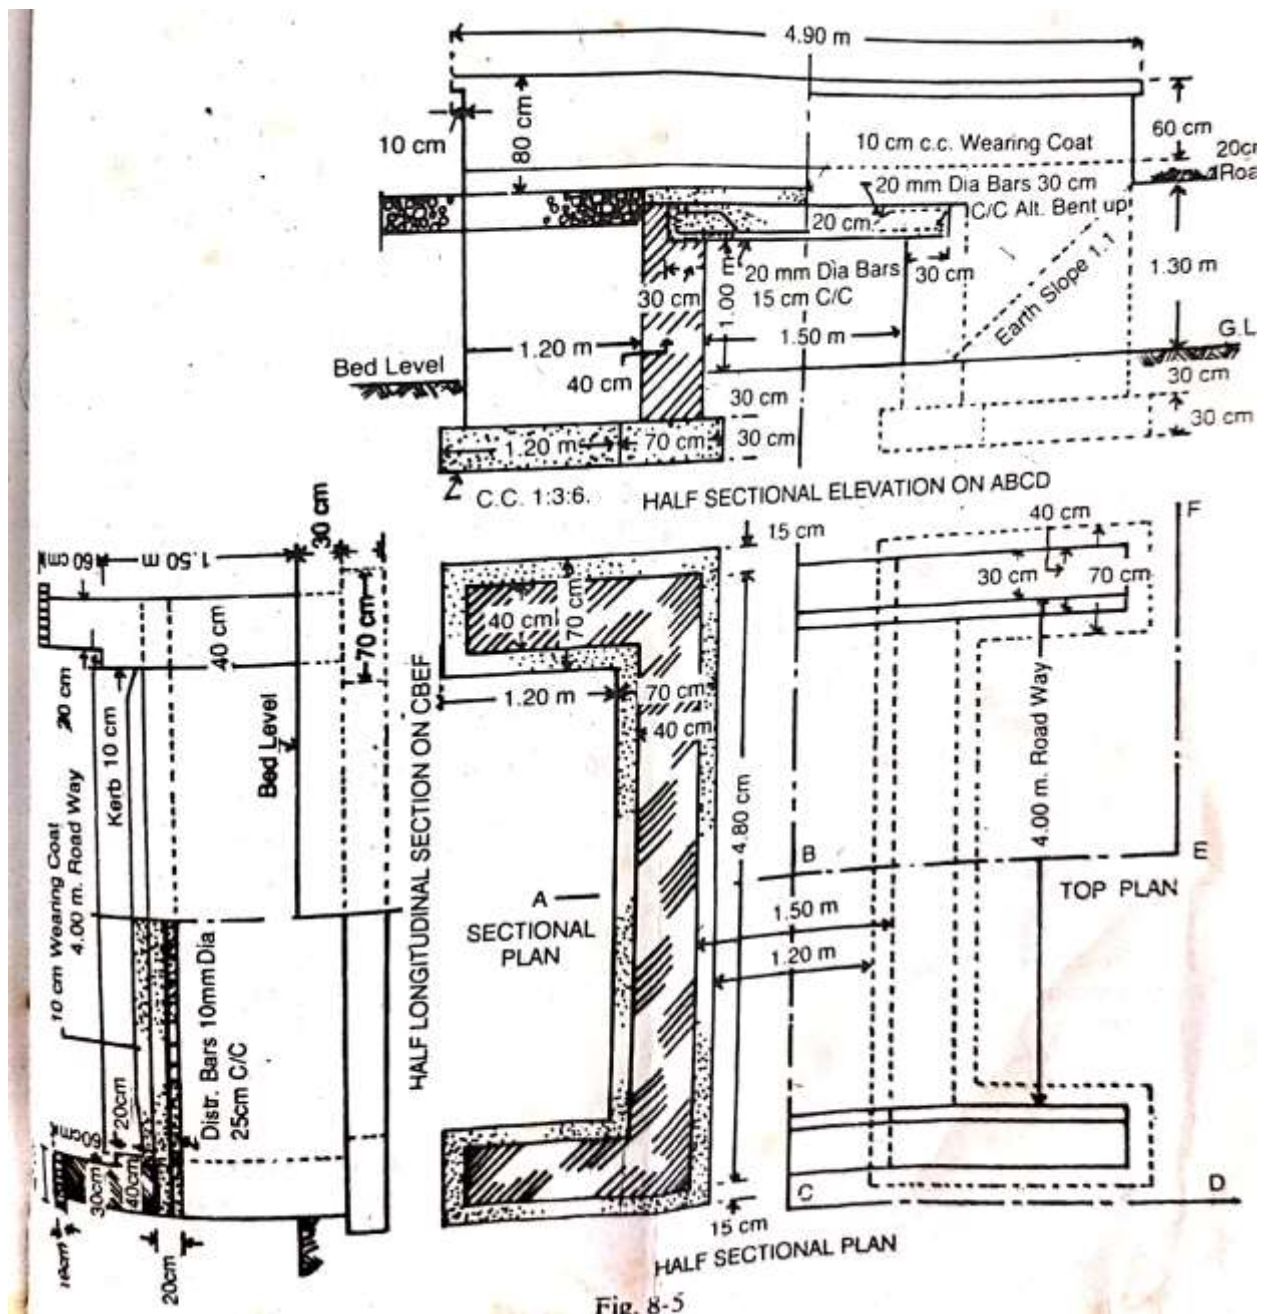 4.90 m
10 cm
80 cm
10 cm c.c. Wearing Coat
60 cm
20cm
20 mm Dia Bars 30 cm
C/C Alt. Bent up
20 cm
20 mm Dia Bars
15 cm C/C
30 cm
30 cm
1.00 m
1.50 m
Earth Slope 1:1
1.30 m
G.L
Bed Level
1.20 m
40 cm
30 cm
30 cm
30 cm
1.20 m
70 cm
30 cm
C.C. 1:3:6.
HALF SECTIONAL ELEVATION ON ABCD
60 cm
1.50 m
30 cm
40 cm
70 cm
20 cm
Kerb 10 cm
Bed Level
10 cm Wearing Coat
4.00 m. Road Way
Distr. Bars 10mm Dia
25cm C/C
60cm
20cm
30cm
40cm
20cm
HALF LONGITUDINAL SECTION ON CBEF
15 cm
40 cm
70 cm
1.20 m
70 cm
40 cm
4.80 cm
A
SECTIONAL
PLAN
15 cm
HALF SECTIONAL PLAN
40 cm
F
30 cm
70 cm
4.00 m. Road Way
B
E
TOP PLAN
1.50 m
1.20 m
C
D
Fig. 8-5